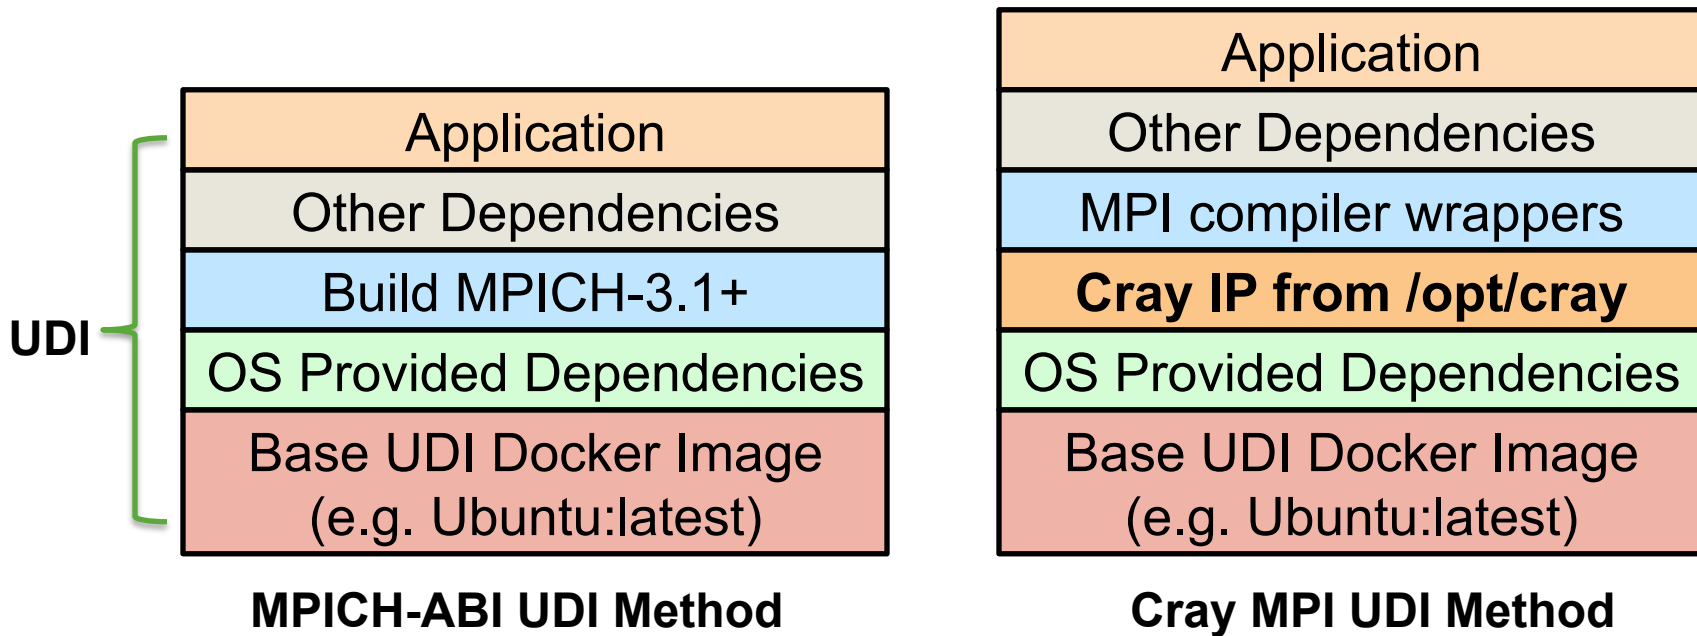 UDI
Application
Other Dependencies
Build MPICH-3.1+
OS Provided Dependencies
Base UDI Docker Image
(e.g. Ubuntu:latest)
MPICH-ABI UDI Method
Application
Other Dependencies
MPI compiler wrappers
Cray IP from /opt/cray
OS Provided Dependencies
Base UDI Docker Image
(e.g. Ubuntu:latest)
Cray MPI UDI Method